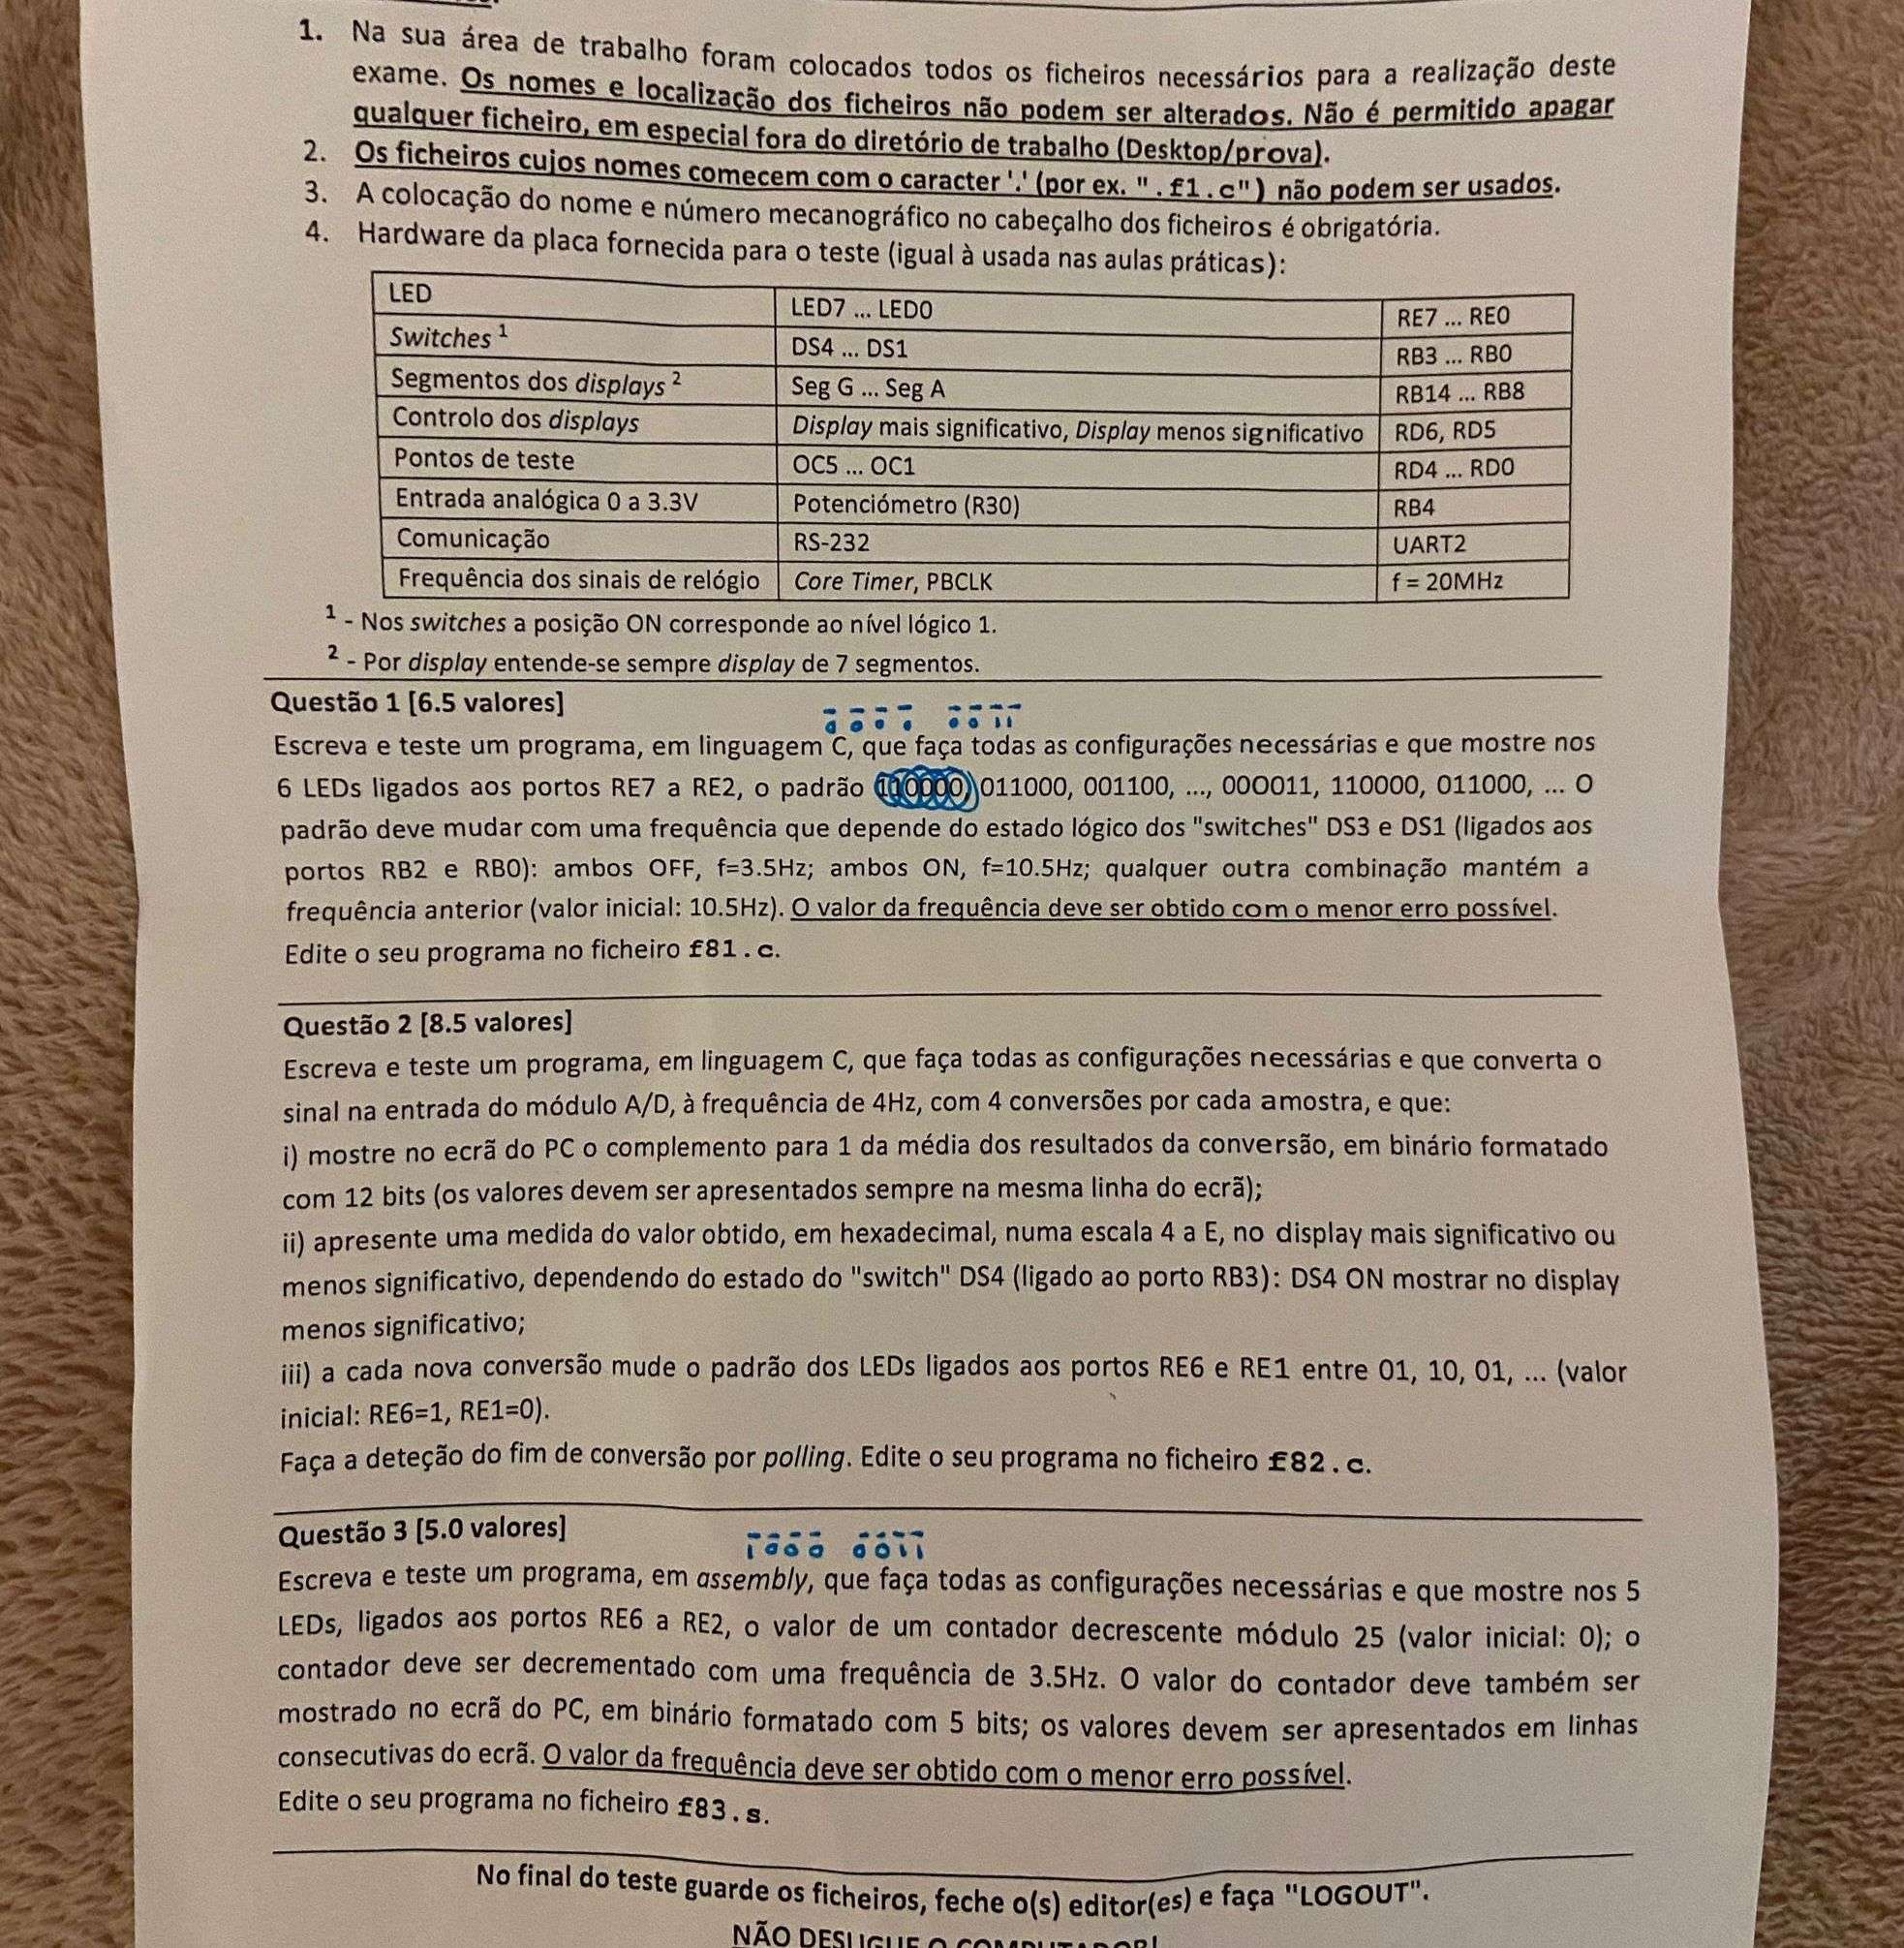 1. Na sua área de trabalho foram colocados todos os ficheiros necessários para a realização deste
exame. Os nomes e localização dos ficheiros não podem ser alterados. Não é permitido apagar
qualquer ficheiro, em especial fora do diretório de trabalho (Desktop/prova).
2. Os ficheiros cujos nomes comecem com o caracter '.' (por ex. ".f1.c") não podem ser usados.
3. A colocação do nome e número mecanográfico no cabeçalho dos ficheiros é obrigatória.
4. Hardware da placa fornecida para o teste (igual à usada nas aulas práticas):
LED LED7 ... LED0 RE7 ... RE0
Switches 1 DS4 ... DS1 RB3 ... RB0
Segmentos dos displays 2 Seg G ... Seg A RB14 ... RB8
Controlo dos displays Display mais significativo, Display menos significativo RD6, RD5
Pontos de teste OC5 ... OC1 RD4 ... RD0
Entrada analógica 0 a 3.3V Potenciómetro (R30) RB4
Comunicação RS-232 UART2
Frequência dos sinais de relógio Core Timer, PBCLK f = 20MHz
1 - Nos switches a posição ON corresponde ao nível lógico 1.
2 - Por display entende-se sempre display de 7 segmentos.
Questão 1 [6.5 valores]
0000 0011
Escreva e teste um programa, em linguagem C, que faça todas as configurações necessárias e que mostre nos
6 LEDs ligados aos portos RE7 a RE2, o padrão 110000, 011000, 001100, ..., 000011, 110000, 011000, ... O
padrão deve mudar com uma frequência que depende do estado lógico dos "switches" DS3 e DS1 (ligados aos
portos RB2 e RB0): ambos OFF, f=3.5Hz; ambos ON, f=10.5Hz; qualquer outra combinação mantém a
frequência anterior (valor inicial: 10.5Hz). O valor da frequência deve ser obtido com o menor erro possível.
Edite o seu programa no ficheiro f81.c.
Questão 2 [8.5 valores]
Escreva e teste um programa, em linguagem C, que faça todas as configurações necessárias e que converta o
sinal na entrada do módulo A/D, à frequência de 4Hz, com 4 conversões por cada amostra, e que:
i) mostre no ecrã do PC o complemento para 1 da média dos resultados da conversão, em binário formatado
com 12 bits (os valores devem ser apresentados sempre na mesma linha do ecrã);
ii) apresente uma medida do valor obtido, em hexadecimal, numa escala 4 a E, no display mais significativo ou
menos significativo, dependendo do estado do "switch" DS4 (ligado ao porto RB3): DS4 ON mostrar no display
menos significativo;
iii) a cada nova conversão mude o padrão dos LEDs ligados aos portos RE6 e RE1 entre 01, 10, 01, ... (valor
inicial: RE6=1, RE1=0).
Faça a deteção do fim de conversão por polling. Edite o seu programa no ficheiro f82.c.
Questão 3 [5.0 valores]
1000 0011
Escreva e teste um programa, em assembly, que faça todas as configurações necessárias e que mostre nos 5
LEDs, ligados aos portos RE6 a RE2, o valor de um contador decrescente módulo 25 (valor inicial: 0); o
contador deve ser decrementado com uma frequência de 3.5Hz. O valor do contador deve também ser
mostrado no ecrã do PC, em binário formatado com 5 bits; os valores devem ser apresentados em linhas
consecutivas do ecrã. O valor da frequência deve ser obtido com o menor erro possível.
Edite o seu programa no ficheiro f83.s.
No final do teste guarde os ficheiros, feche o(s) editor(es) e faça "LOGOUT".
NÃO DESLIGUE O COMPUTADOR!